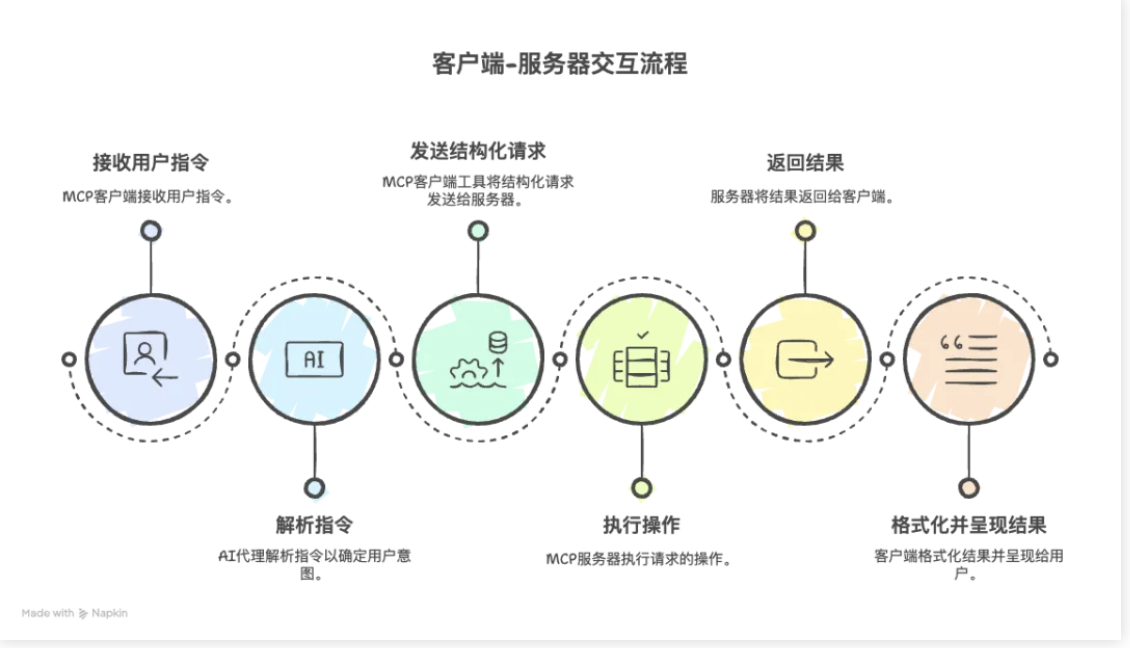 客户端-服务器交互流程
接收用户指令
MCP客户端接收用户指令。
AI
解析指令
AI代理解析指令以确定用户意
图。
发送结构化请求
MCP客户端工具将结构化请求
发送给服务器。
执行操作
MCP服务器执行请求的操作。
返回结果
服务器将结果返回给客户端。
格式化并呈现结果
客户端格式化结果并呈现给用
户。
Made with Napkin